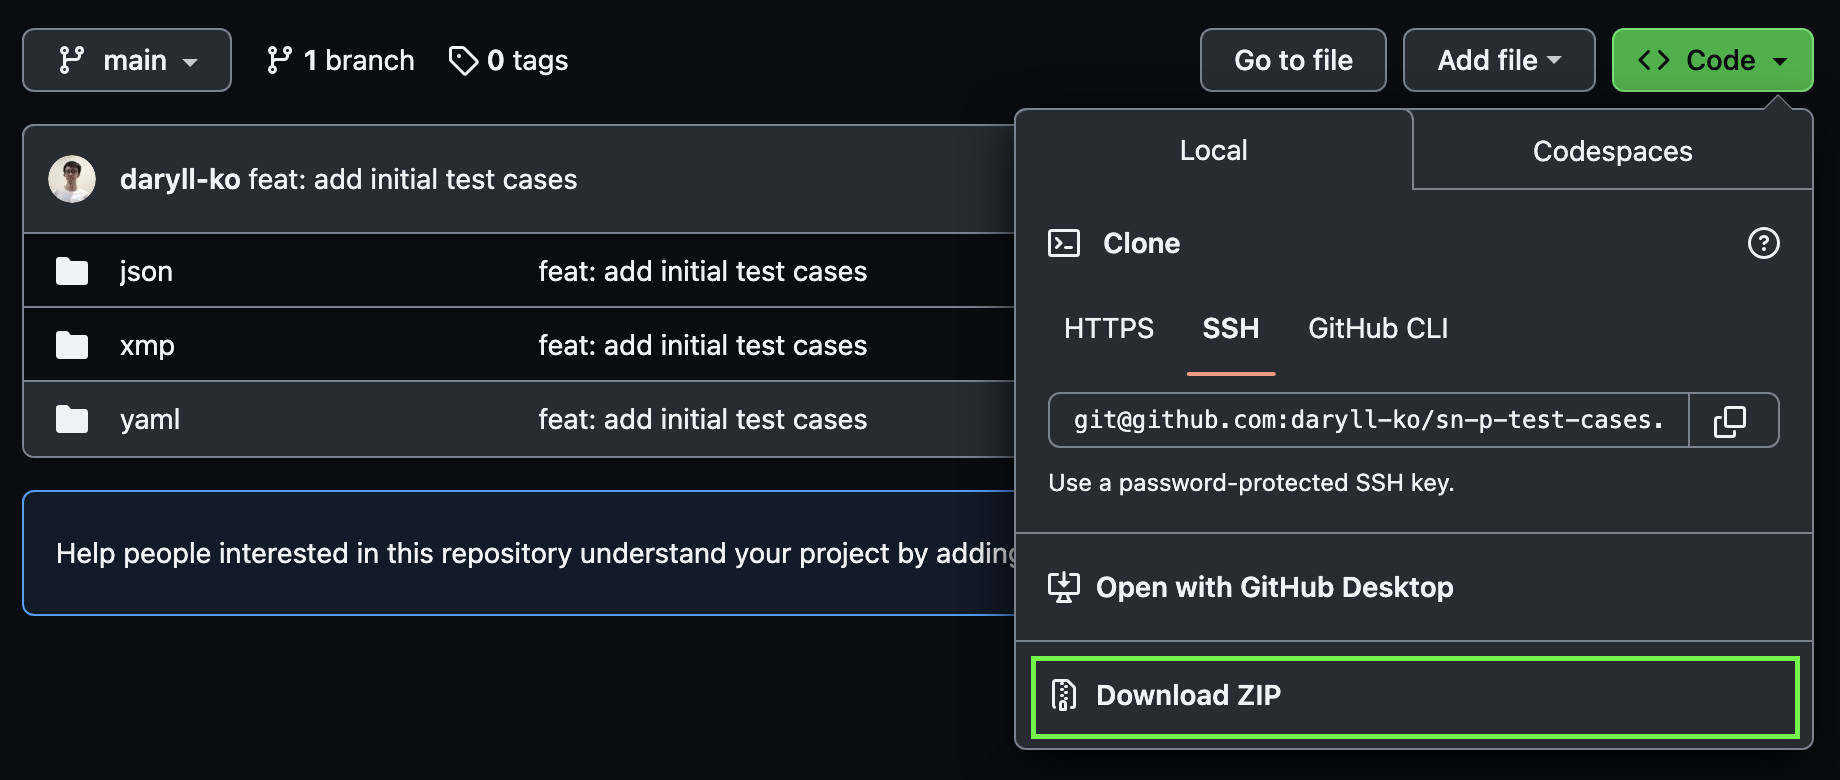 main 1 branch 0 tags Go to file Add file Code
daryll-ko feat: add initial test cases
json feat: add initial test cases
xmp feat: add initial test cases
yaml feat: add initial test cases
Help people interested in this repository understand your project by adding
Local Codespaces
Clone
HTTPS SSH GitHub CLI
git@github.com:daryll-ko/sn-p-test-cases.
Use a password-protected SSH key.
Open with GitHub Desktop
Download ZIP